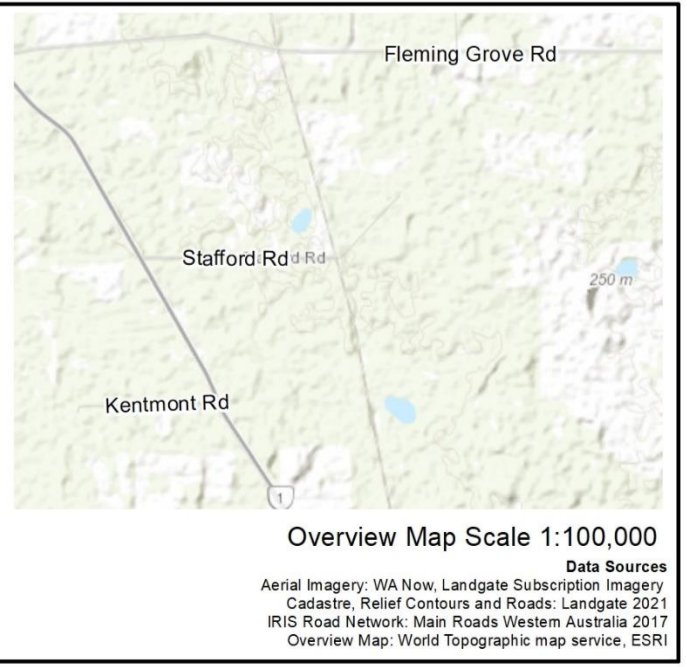 Fleming Grove Rd
Stafford Rd d Rd
250 m
Kentmont Rd
1
Overview Map Scale 1:100,000
Data Sources
Aerial Imagery: WA Now, Landgate Subscription Imagery
Cadastre, Relief Contours and Roads: Landgate 2021
IRIS Road Network: Main Roads Western Australia 2017
Overview Map: World Topographic map service, ESRI